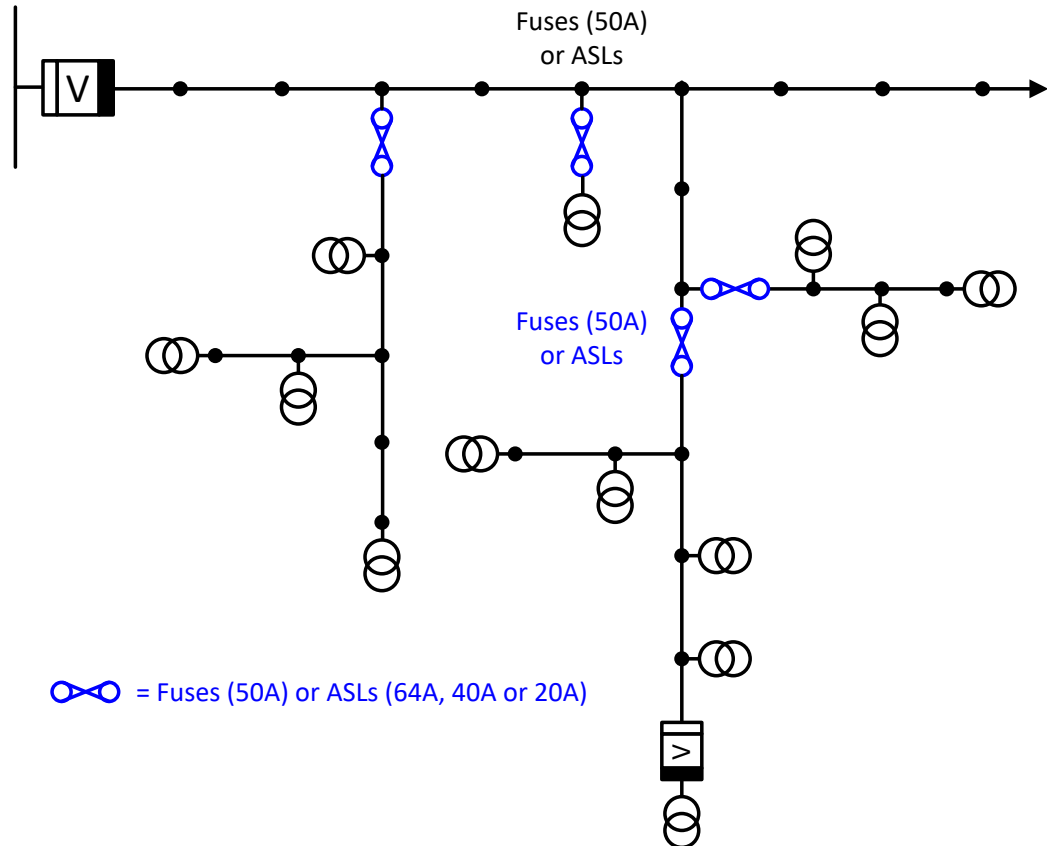 Fuses (50A)
or ASLs
V
Fuses (50A)
or ASLs
= Fuses (50A) or ASLs (64A, 40A or 20A)
V